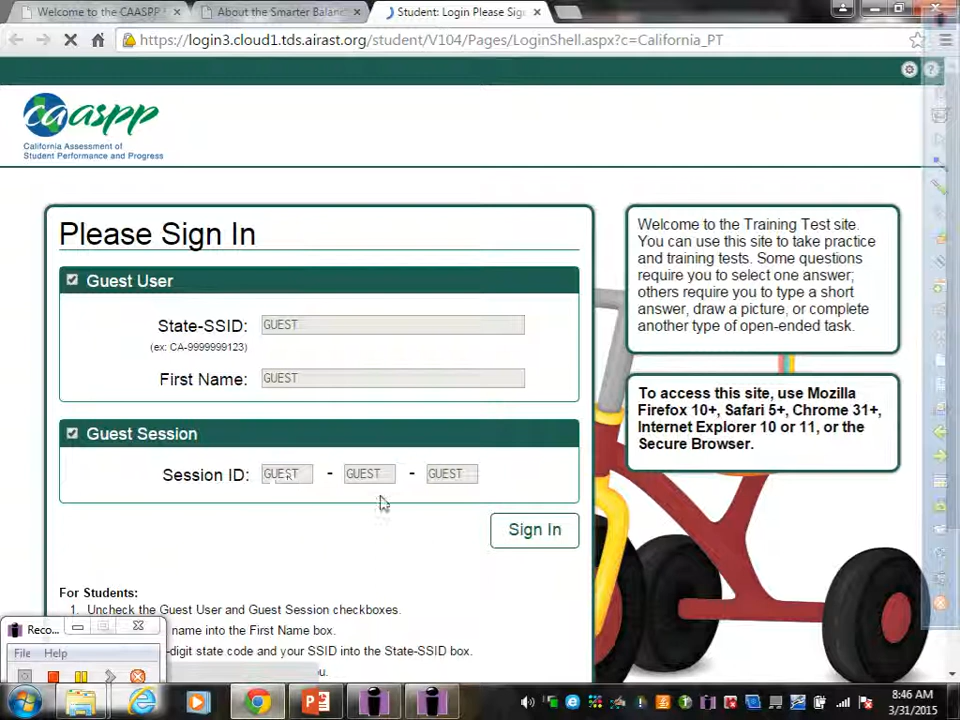 Welcome to the CAASPP
About the Smarter Balan
Student: Login Please Sig
https://login3.cloud1.tds.airast.org/student/V104/Pages/LoginShell.aspx?c=California_PT
caaspp
California Assessment of
Student Performance and Progress
Please Sign In
Guest User
State-SSID:
GUEST
(ex: CA-9999999123)
First Name:
GUEST
Guest Session
Session ID:
GUEST - GUEST - GUEST
Sign In
For Students:
1. Uncheck the Guest User and Guest Session checkboxes.
name into the First Name box.
-digit state code and your SSID into the State-SSID box.
u.
Welcome to the Training Test site.
You can use this site to take practice
and training tests. Some questions
require you to select one answer;
others require you to type a short
answer, draw a picture, or complete
another type of open-ended task.
To access this site, use Mozilla
Firefox 10+, Safari 5+, Chrome 31+,
Internet Explorer 10 or 11, or the
Secure Browser.
Reco...
File Help
8:46 AM
3/31/2015